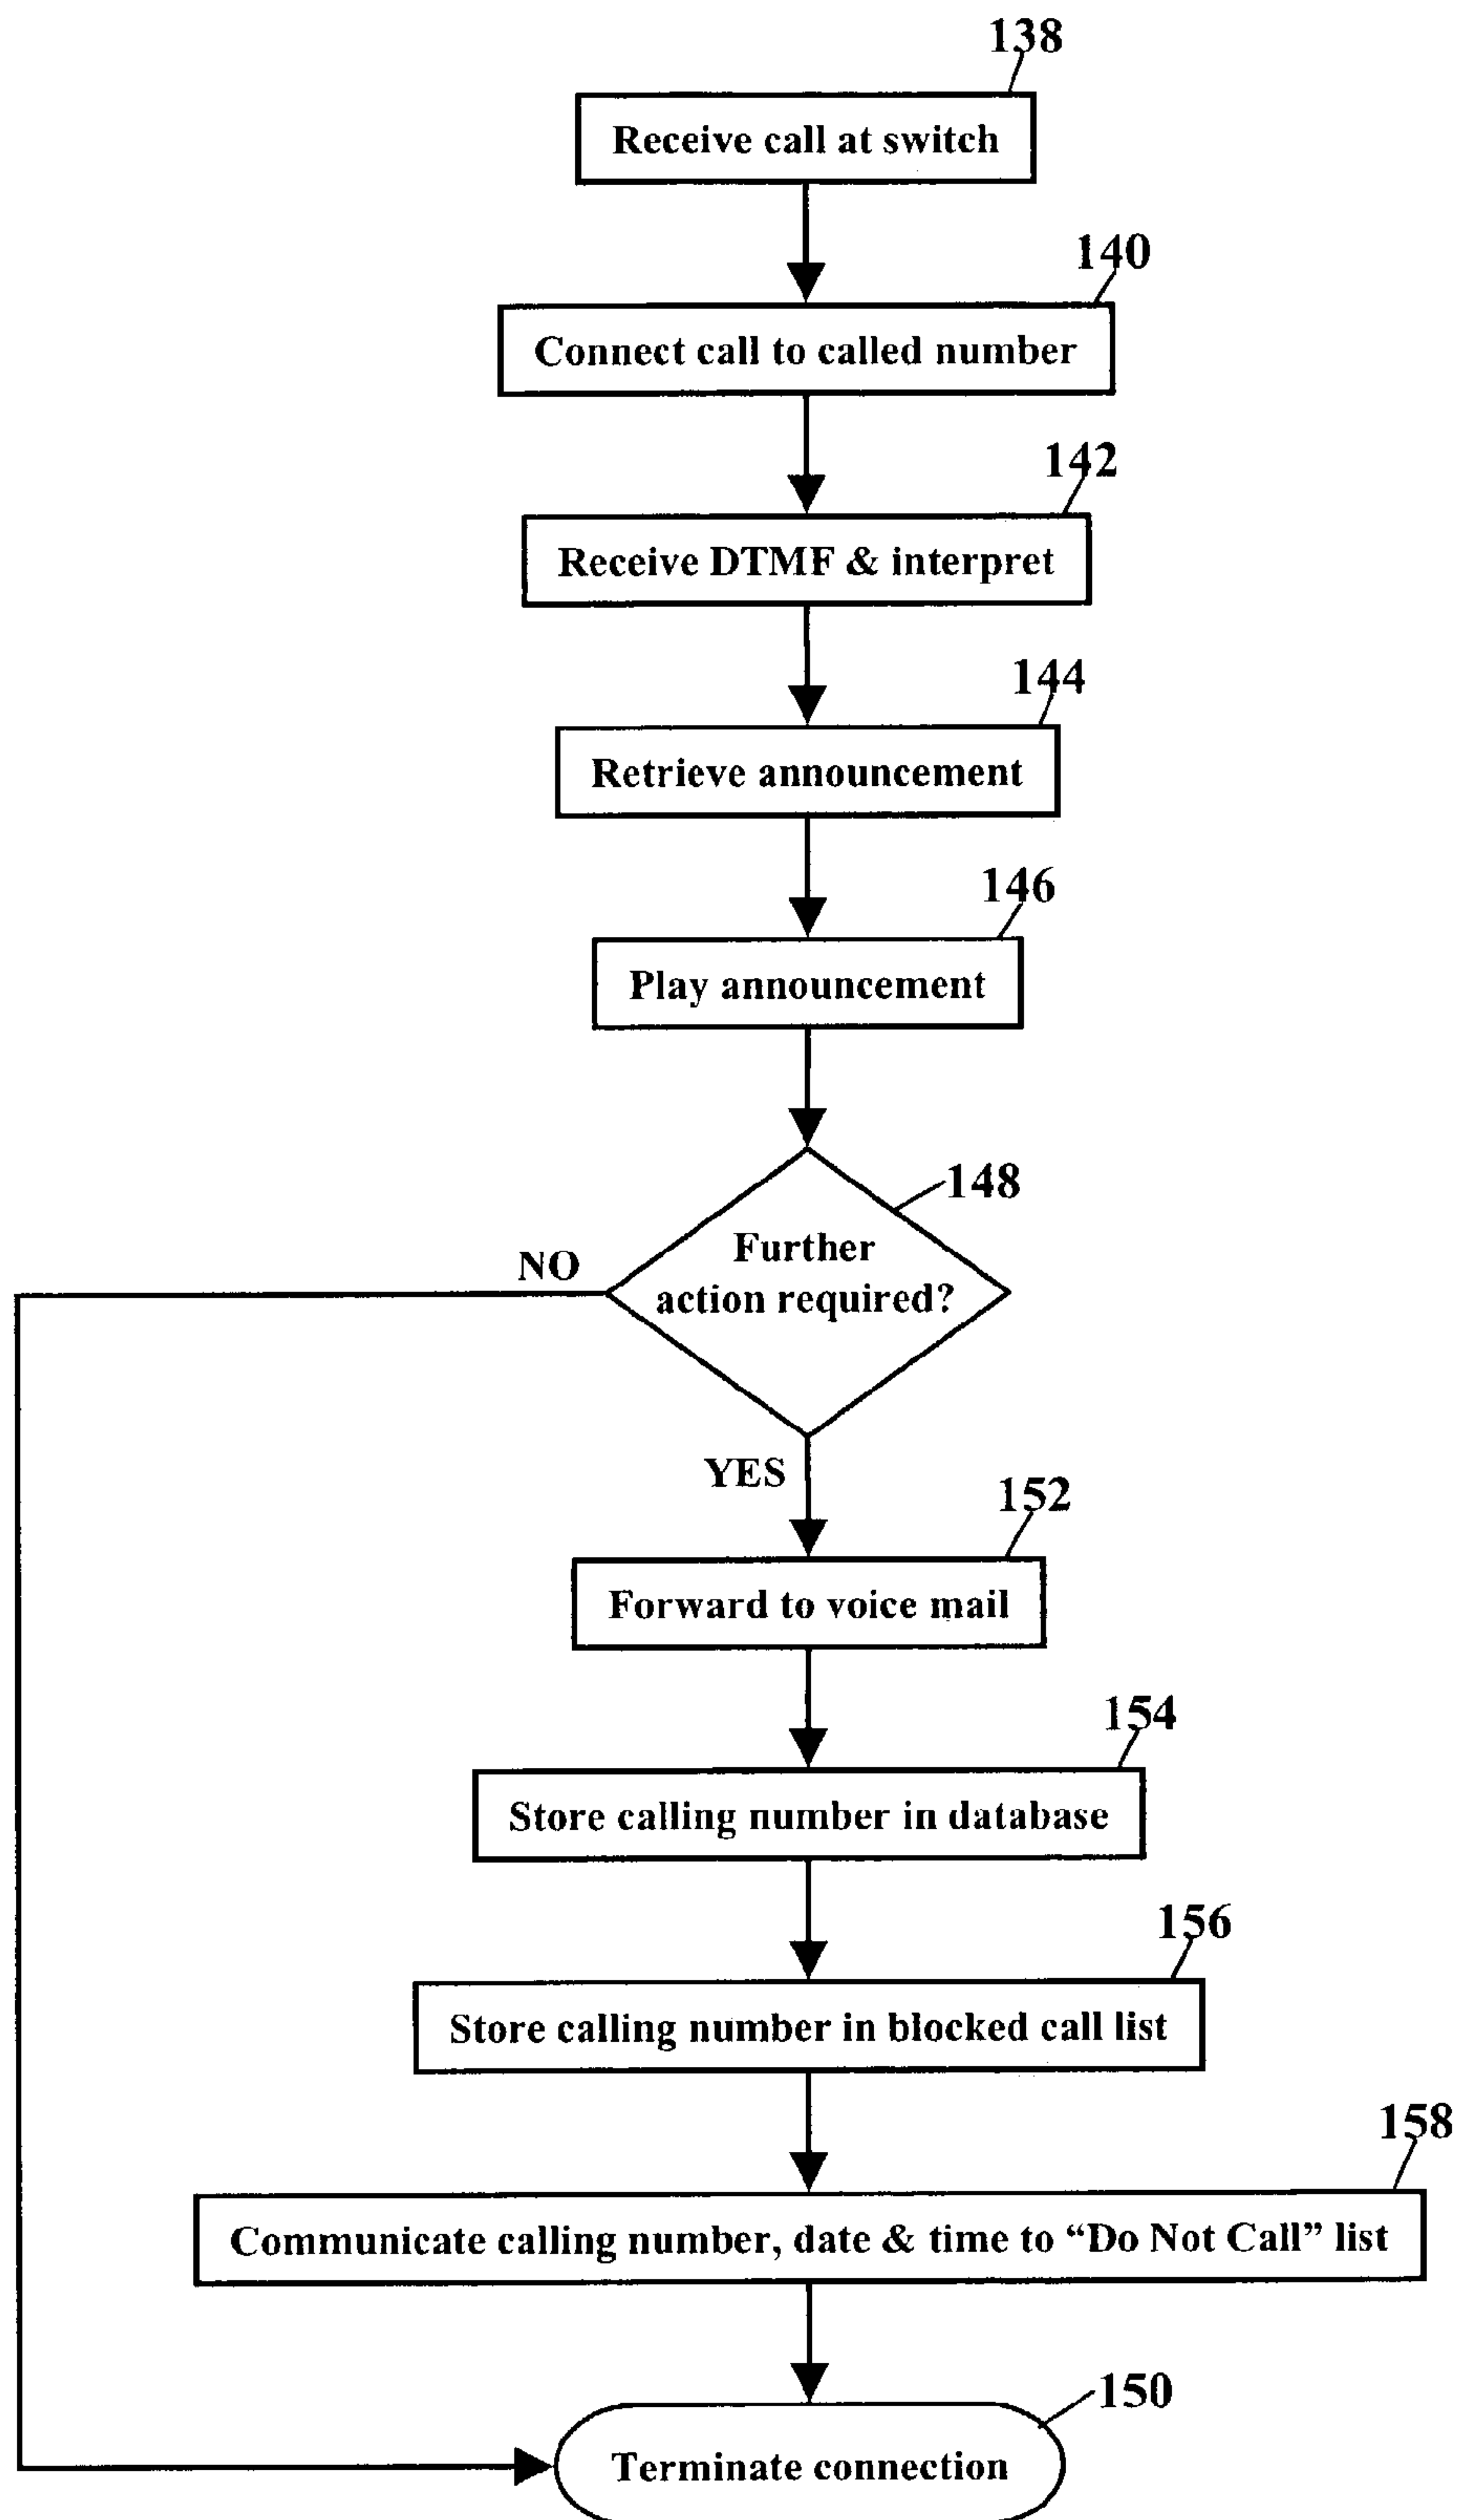 138
Receive call at switch
140
Connect call to called number
142
Receive DTMF & interpret
144
Retrieve announcement
146
Play announcement
148
Further
action required?
NO
YES
152
Forward to voice mail
154
Store calling number in database
156
Store calling number in blocked call list
158
Communicate calling number, date & time to “Do Not Call” list
150
Terminate connection